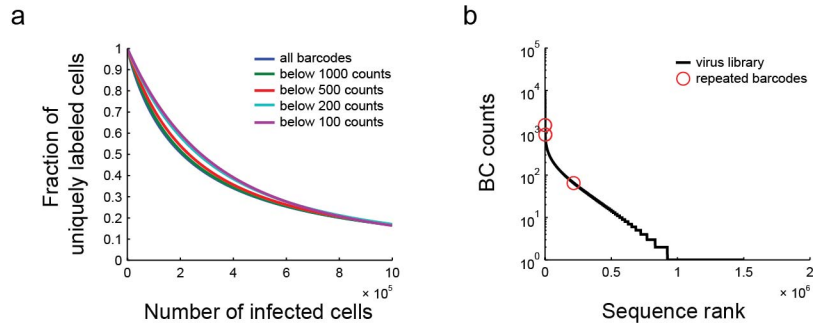 a
Fraction of
uniquely labeled cells
1
0.9
0.8
0.7
0.6
0.5
0.4
0.3
0.2
0.1
0
all barcodes
below 1000 counts
below 500 counts
below 200 counts
below 100 counts
0 2 4 6 8 10
× 10⁵
Number of infected cells
b
BC counts
10⁵
10⁴
10³
10²
10¹
10⁰
virus library
repeated barcodes
0 0.5 1 1.5 2
× 10⁶
Sequence rank